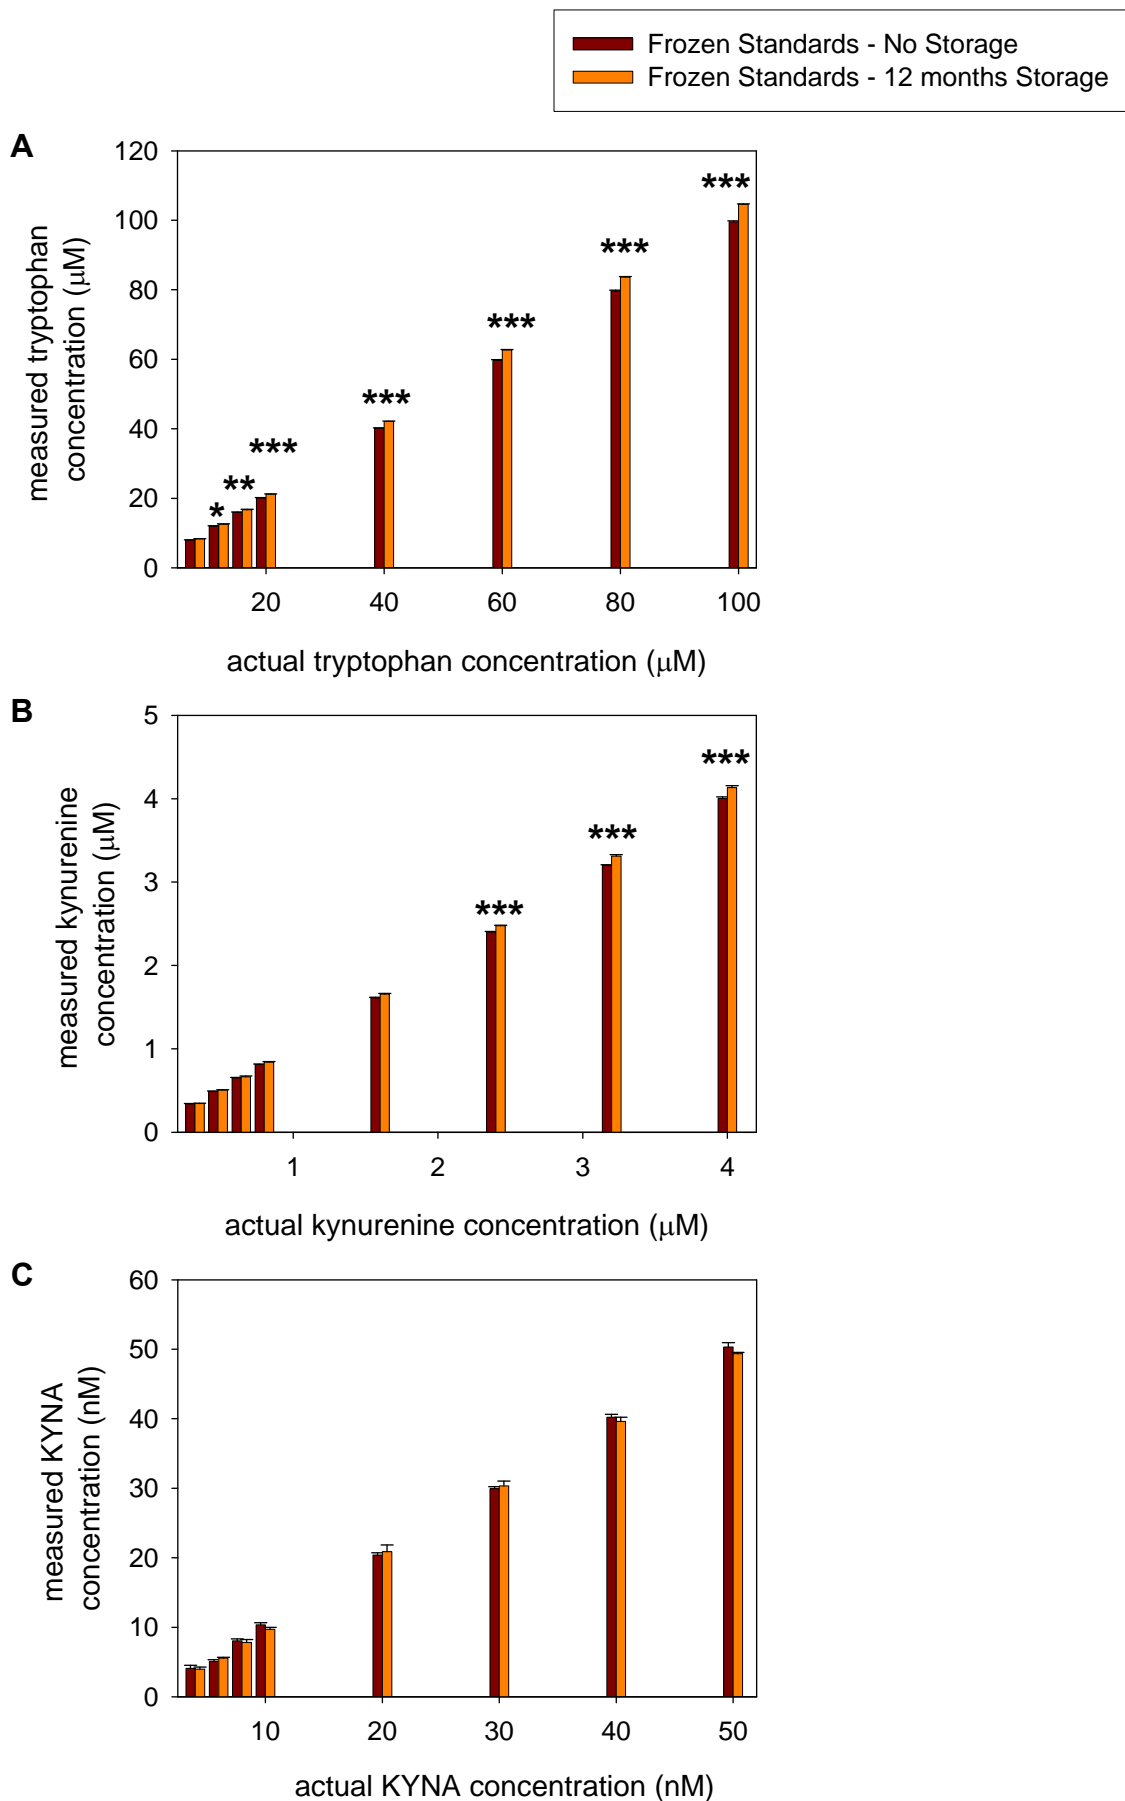 Frozen Standards - No Storage
Frozen Standards - 12 months Storage
A
measured tryptophan
concentration (μM)
120
100
80
60
40
20
0
*
**
***
***
***
***
***
20 40 60 80 100
actual tryptophan concentration (μM)
B
measured kynurenine
concentration (μM)
5
4
3
2
1
0
***
***
***
1 2 3 4
actual kynurenine concentration (μM)
C
measured KYNA
concentration (nM)
60
50
40
30
20
10
0
10 20 30 40 50
actual KYNA concentration (nM)